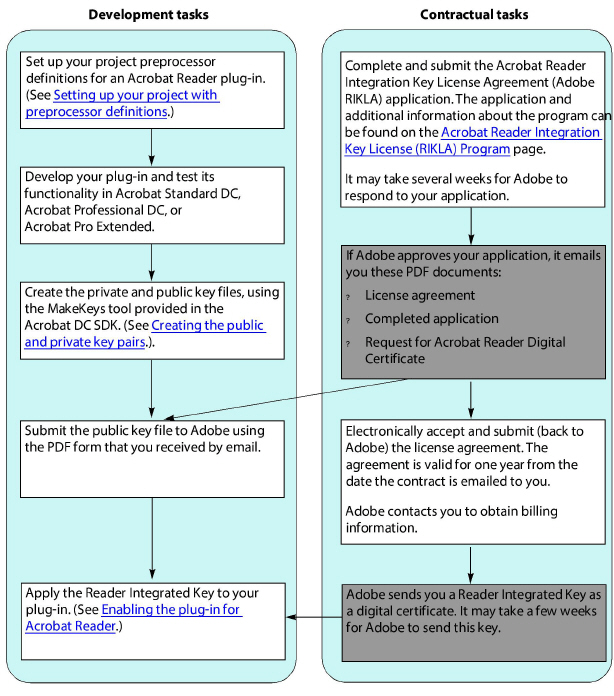 Development tasks
Set up your project preprocessor
definitions for an Acrobat Reader plug-in.
(See Setting up your project with
preprocessor definitions.)
Develop your plug-in and test its
functionality in Acrobat Standard DC,
Acrobat Professional DC, or
Acrobat Pro Extended.
Create the private and public key files, using
the MakeKeys tool provided in the
Acrobat DC SDK. (See Creating the public
and private key pairs.).
Submit the public key file to Adobe using
the PDF form that you received by email.
Apply the Reader Integrated Key to your
plug-in. (See Enabling the plug-in for
Acrobat Reader.)
Contractual tasks
Complete and submit the Acrobat Reader
Integration Key License Agreement (Adobe
RIKLA) application. The application and
additional information about the program can
be found on the Acrobat Reader Integration
Key License (RIKLA) Program page.
It may take several weeks for Adobe to
respond to your application.
If Adobe approves your application, it emails
you these PDF documents:
? License agreement
? Completed application
? Request for Acrobat Reader Digital
Certificate
Electronically accept and submit (back to
Adobe) the license agreement. The
agreement is valid for one year from the
date the contract is emailed to you.
Adobe contacts you to obtain billing
information.
Adobe sends you a Reader Integrated Key as
a digital certificate. It may take a few weeks
for Adobe to send this key.